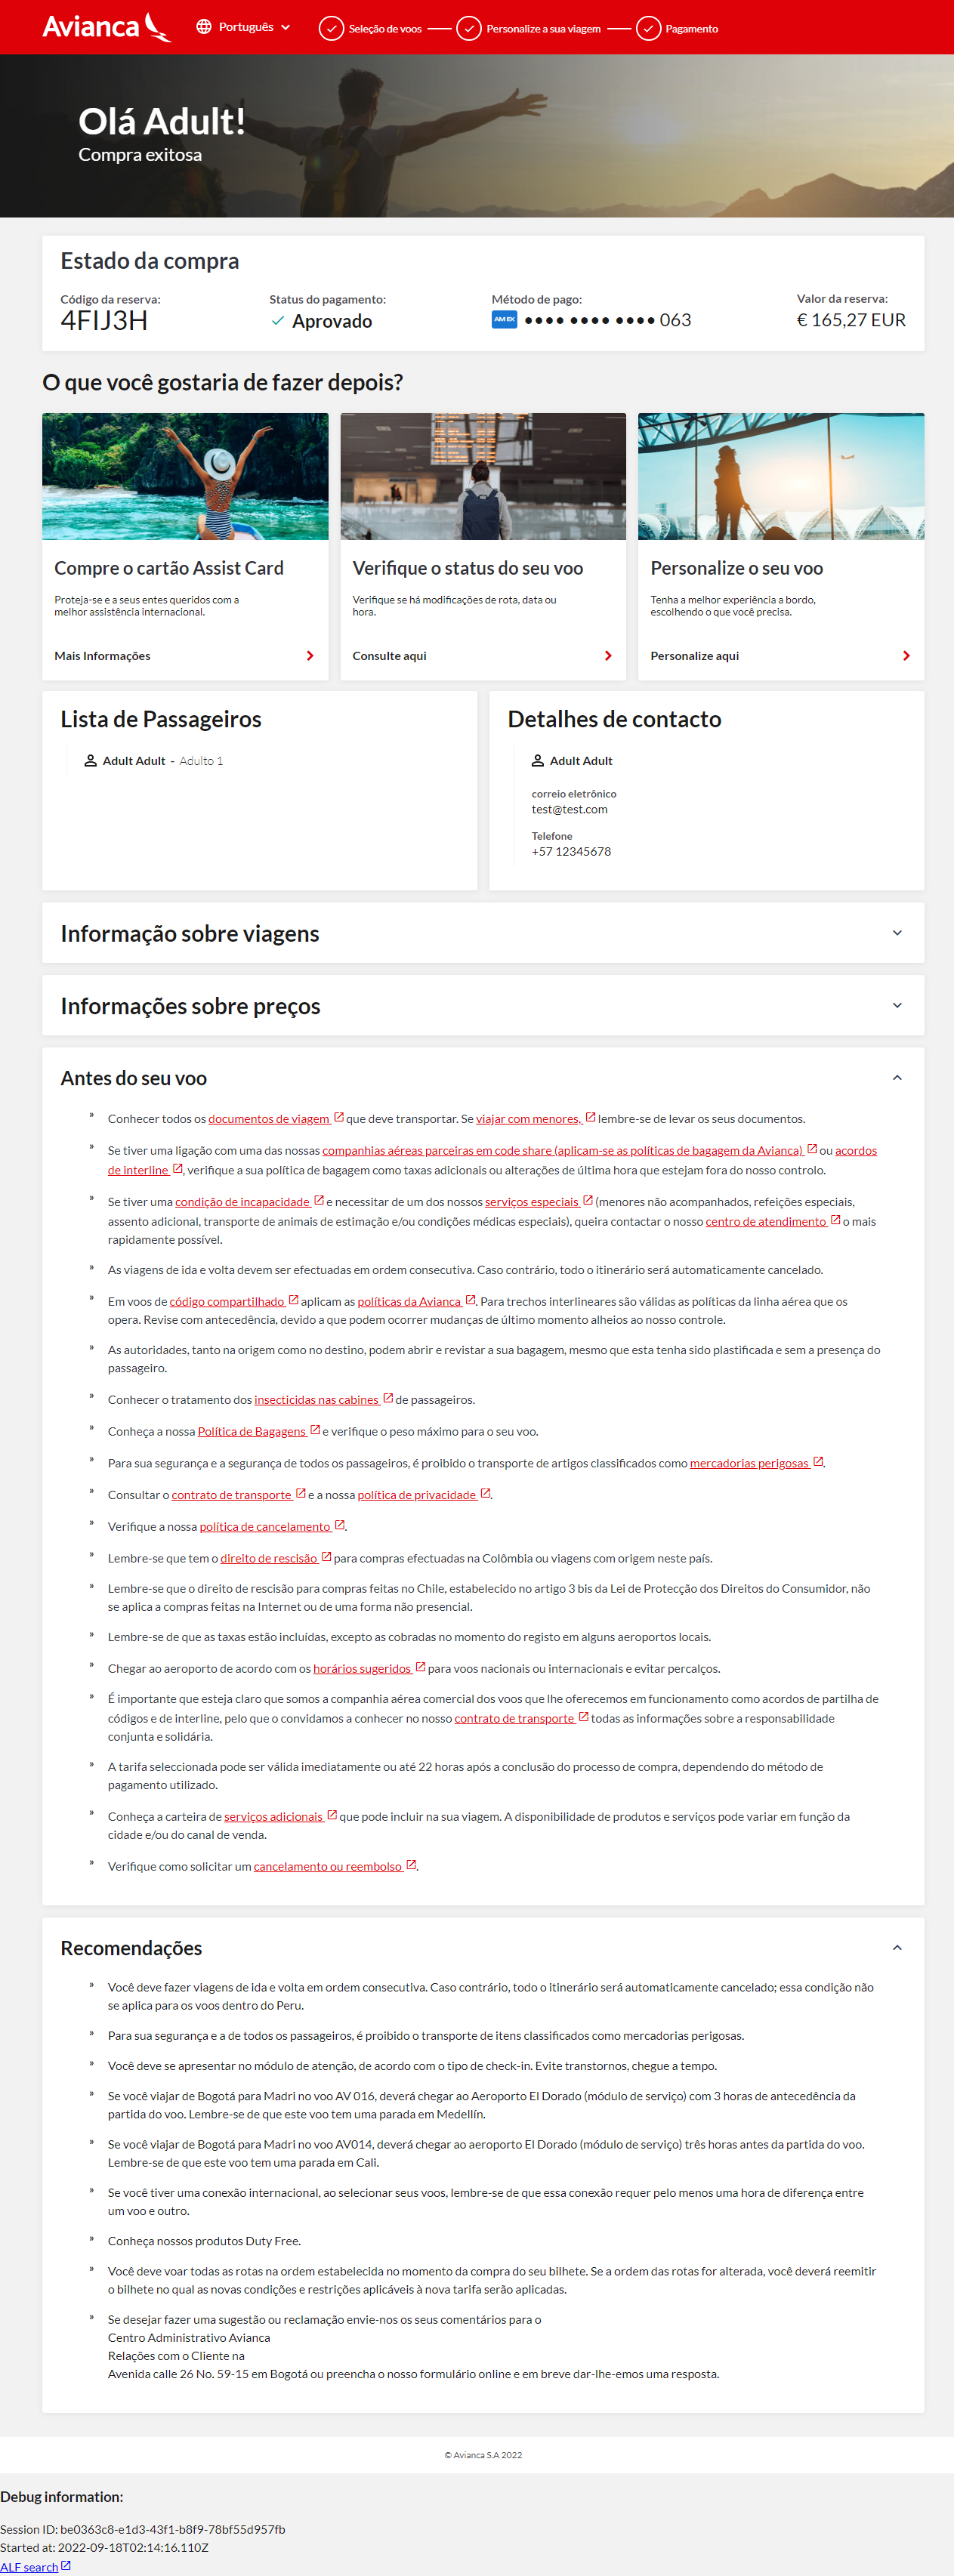 Avianca
Português
Seleção de voos
Personalize a sua viagem
Pagamento
Olá Adult!
Compra exitosa
Estado da compra
Código da reserva:
4FIJ3H
Status do pagamento:
Aprovado
Método de pago:
AMEX •••• •••• •••• 063
Valor da reserva:
€ 165,27 EUR
O que você gostaria de fazer depois?
Compre o cartão Assist Card
Proteja-se e a seus entes queridos com a
melhor assistência internacional.
Mais Informações
Verifique o status do seu voo
Verifique se há modificações de rota, data ou
hora.
Consulte aqui
Personalize o seu voo
Tenha a melhor experiência a bordo,
escolhendo o que você precisa.
Personalize aqui
Lista de Passageiros
Adult Adult - Adulto 1
Detalhes de contacto
Adult Adult
correio eletrônico
test@test.com
Telefone
+57 12345678
Informação sobre viagens
Informações sobre preços
Antes do seu voo
» Conhecer todos os documentos de viagem que deve transportar. Se viajar com menores, lembre-se de levar os seus documentos.
» Se tiver uma ligação com uma das nossas companhias aéreas parceiras em code share (aplicam-se as políticas de bagagem da Avianca) ou acordos
de interline , verifique a sua política de bagagem como taxas adicionais ou alterações de última hora que estejam fora do nosso controlo.
» Se tiver uma condição de incapacidade e necessitar de um dos nossos serviços especiais (menores não acompanhados, refeições especiais,
assento adicional, transporte de animais de estimação e/ou condições médicas especiais), queira contactar o nosso centro de atendimento o mais
rapidamente possível.
» As viagens de ida e volta devem ser efectuadas em ordem consecutiva. Caso contrário, todo o itinerário será automaticamente cancelado.
» Em voos de código compartilhado aplicam as políticas da Avianca . Para trechos interlineares são válidas as políticas da linha aérea que os
opera. Revise com antecedência, devido a que podem ocorrer mudanças de último momento alheios ao nosso controle.
» As autoridades, tanto na origem como no destino, podem abrir e revistar a sua bagagem, mesmo que esta tenha sido plastificada e sem a presença do
passageiro.
» Conhecer o tratamento dos insecticidas nas cabines de passageiros.
» Conheça a nossa Política de Bagagens e verifique o peso máximo para o seu voo.
» Para sua segurança e a segurança de todos os passageiros, é proibido o transporte de artigos classificados como mercadorias perigosas .
» Consultar o contrato de transporte e a nossa política de privacidade .
» Verifique a nossa política de cancelamento .
» Lembre-se que tem o direito de rescisão para compras efectuadas na Colômbia ou viagens com origem neste país.
» Lembre-se que o direito de rescisão para compras feitas no Chile, estabelecido no artigo 3 bis da Lei de Protecção dos Direitos do Consumidor, não
se aplica a compras feitas na Internet ou de uma forma não presencial.
» Lembre-se de que as taxas estão incluídas, excepto as cobradas no momento do registo em alguns aeroportos locais.
» Chegar ao aeroporto de acordo com os horários sugeridos para voos nacionais ou internacionais e evitar percalços.
» É importante que esteja claro que somos a companhia aérea comercial dos voos que lhe oferecemos em funcionamento como acordos de partilha de
códigos e de interline, pelo que o convidamos a conhecer no nosso contrato de transporte todas as informações sobre a responsabilidade
conjunta e solidária.
» A tarifa seleccionada pode ser válida imediatamente ou até 22 horas após a conclusão do processo de compra, dependendo do método de
pagamento utilizado.
» Conheça a carteira de serviços adicionais que pode incluir na sua viagem. A disponibilidade de produtos e serviços pode variar em função da
cidade e/ou do canal de venda.
» Verifique como solicitar um cancelamento ou reembolso .
Recomendações
» Você deve fazer viagens de ida e volta em ordem consecutiva. Caso contrário, todo o itinerário será automaticamente cancelado; essa condição não
se aplica para os voos dentro do Peru.
» Para sua segurança e a de todos os passageiros, é proibido o transporte de itens classificados como mercadorias perigosas.
» Você deve se apresentar no módulo de atenção, de acordo com o tipo de check-in. Evite transtornos, chegue a tempo.
» Se você viajar de Bogotá para Madri no voo AV 016, deverá chegar ao Aeroporto El Dorado (módulo de serviço) com 3 horas de antecedência da
partida do voo. Lembre-se de que este voo tem uma parada em Medellín.
» Se você viajar de Bogotá para Madri no voo AV014, deverá chegar ao aeroporto El Dorado (módulo de serviço) três horas antes da partida do voo.
Lembre-se de que este voo tem uma parada em Cali.
» Se você tiver uma conexão internacional, ao selecionar seus voos, lembre-se de que essa conexão requer pelo menos uma hora de diferença entre
um voo e outro.
» Conheça nossos produtos Duty Free.
» Você deve voar todas as rotas na ordem estabelecida no momento da compra do seu bilhete. Se a ordem das rotas for alterada, você deverá reemitir
o bilhete no qual as novas condições e restrições aplicáveis à nova tarifa serão aplicadas.
» Se desejar fazer uma sugestão ou reclamação envie-nos os seus comentários para o
Centro Administrativo Avianca
Relações com o Cliente na
Avenida calle 26 No. 59-15 em Bogotá ou preencha o nosso formulário online e em breve dar-lhe-emos uma resposta.
© Avianca S.A 2022
Debug information:
Session ID: be0363c8-e1d3-43f1-b8f9-78bf55d957fb
Started at: 2022-09-18T02:14:16.110Z
ALF search